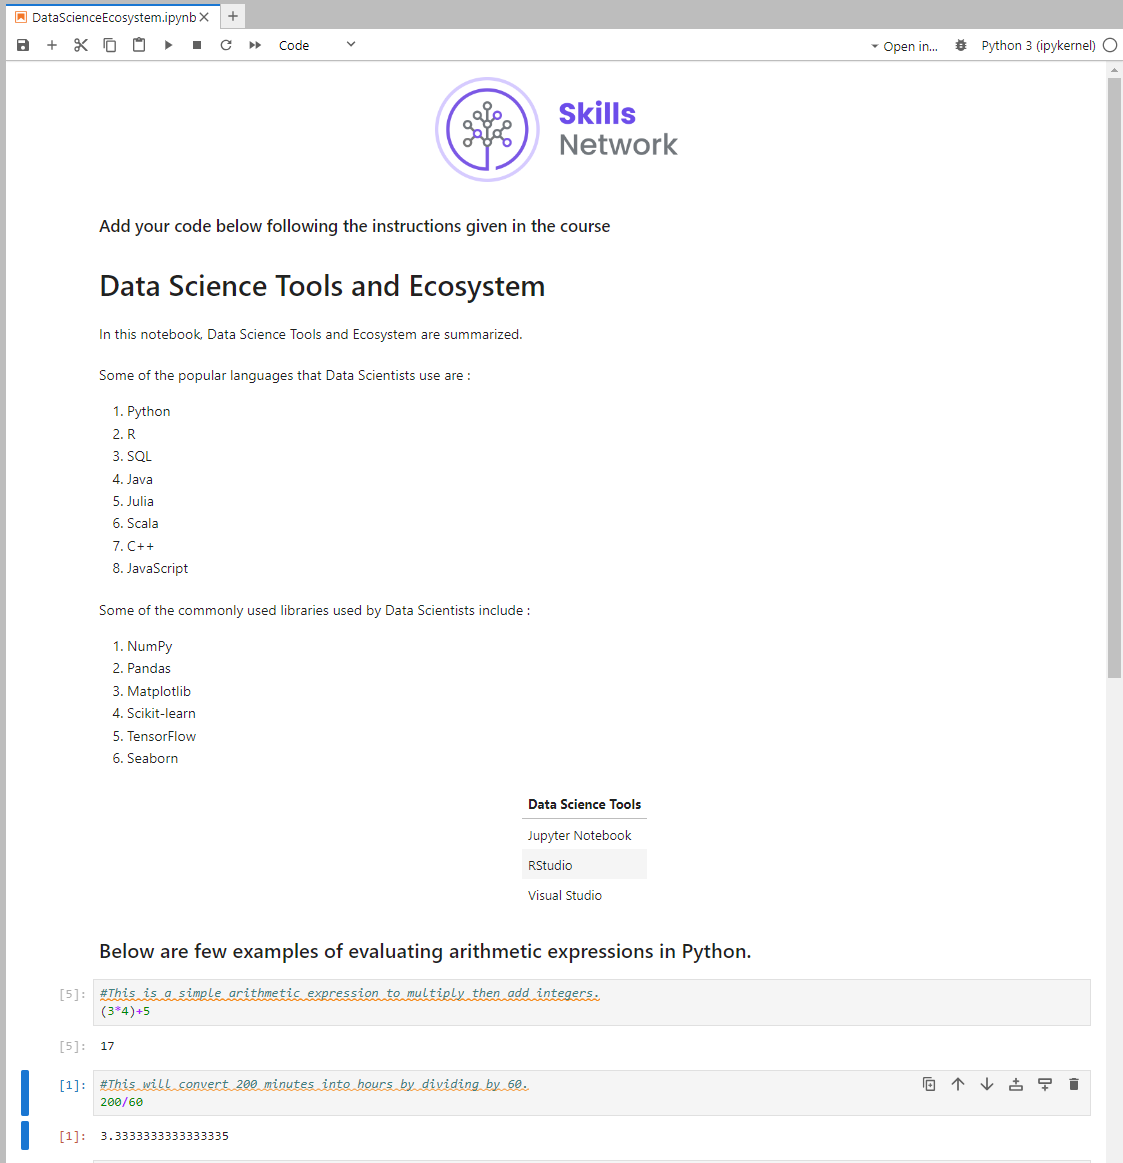 DataScienceEcosystem.ipynb
Code
Open in...
Python 3 (ipykernel)
Skills
Network
Add your code below following the instructions given in the course
Data Science Tools and Ecosystem
In this notebook, Data Science Tools and Ecosystem are summarized.
Some of the popular languages that Data Scientists use are :
1. Python
2. R
3. SQL
4. Java
5. Julia
6. Scala
7. C++
8. JavaScript
Some of the commonly used libraries used by Data Scientists include :
1. NumPy
2. Pandas
3. Matplotlib
4. Scikit-learn
5. TensorFlow
6. Seaborn
Data Science Tools
Jupyter Notebook
RStudio
Visual Studio
Below are few examples of evaluating arithmetic expressions in Python.
[5]: #This is a simple arithmetic expression to multiply then add integers.
(3*4)+5
[5]: 17
[1]: #This will convert 200 minutes into hours by dividing by 60.
200/60
[1]: 3.3333333333333335